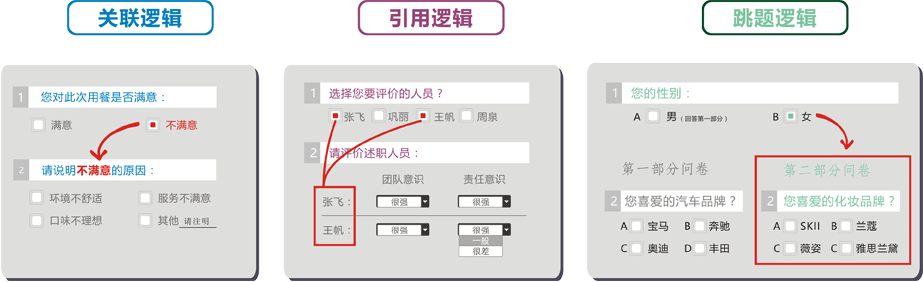 关联逻辑
1 您对此次用餐是否满意：
满意 不满意
2 请说明不满意的原因：
环境不舒适 服务不满意
口味不理想 其他 请注明
引用逻辑
1 选择您要评价的人员？
张飞 巩丽 王帆 周泉
2 请评价述职人员：
团队意识 责任意识
张飞： 很强 很强
王帆： 很强 很强
一般
很差
跳题逻辑
1 您的性别：
A 男（回答第一部分） B 女
第一部分问卷
2 您喜爱的汽车品牌？
A 宝马 B 奔驰
C 奥迪 D 丰田
第二部分问卷
2 您喜爱的化妆品牌？
A SKII B 兰蔻
C 薇姿 C 雅思兰黛